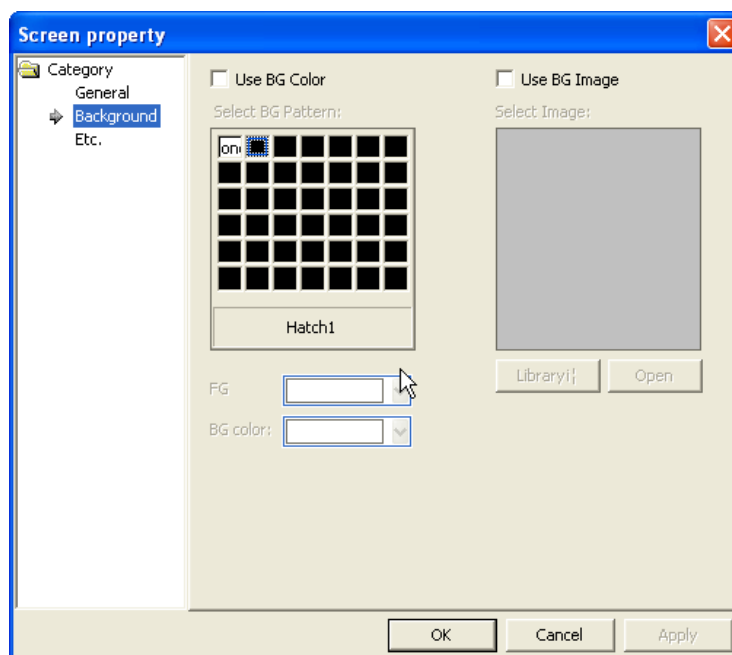 Screen property
Category
General
Background
Etc.
Use BG Color
Select BG Pattern:
Hatch1
FG
BG color:
Use BG Image
Select Image:
Libraryi¦
Open
OK
Cancel
Apply